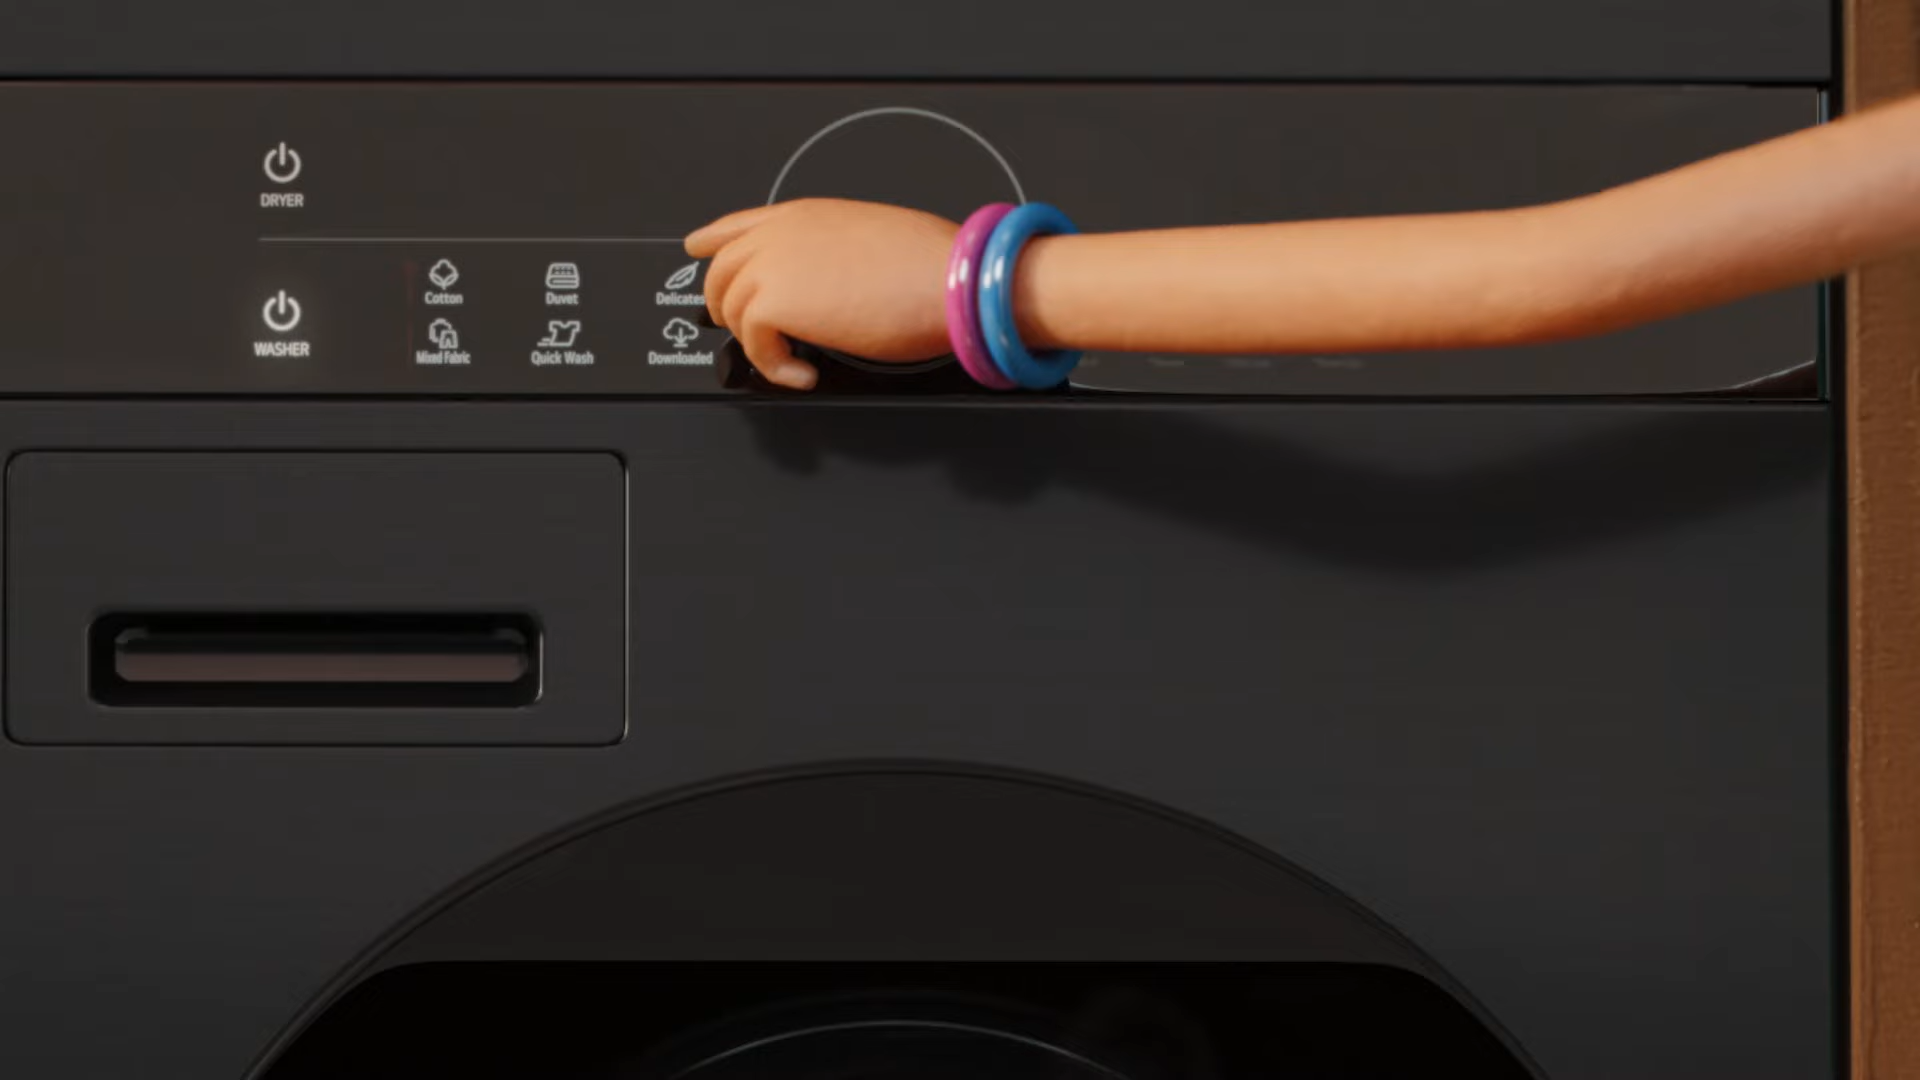 DRYER
WASHER
Cotton
Duvet
Delicates
Mixed Fabric
Quick Wash
Downloaded